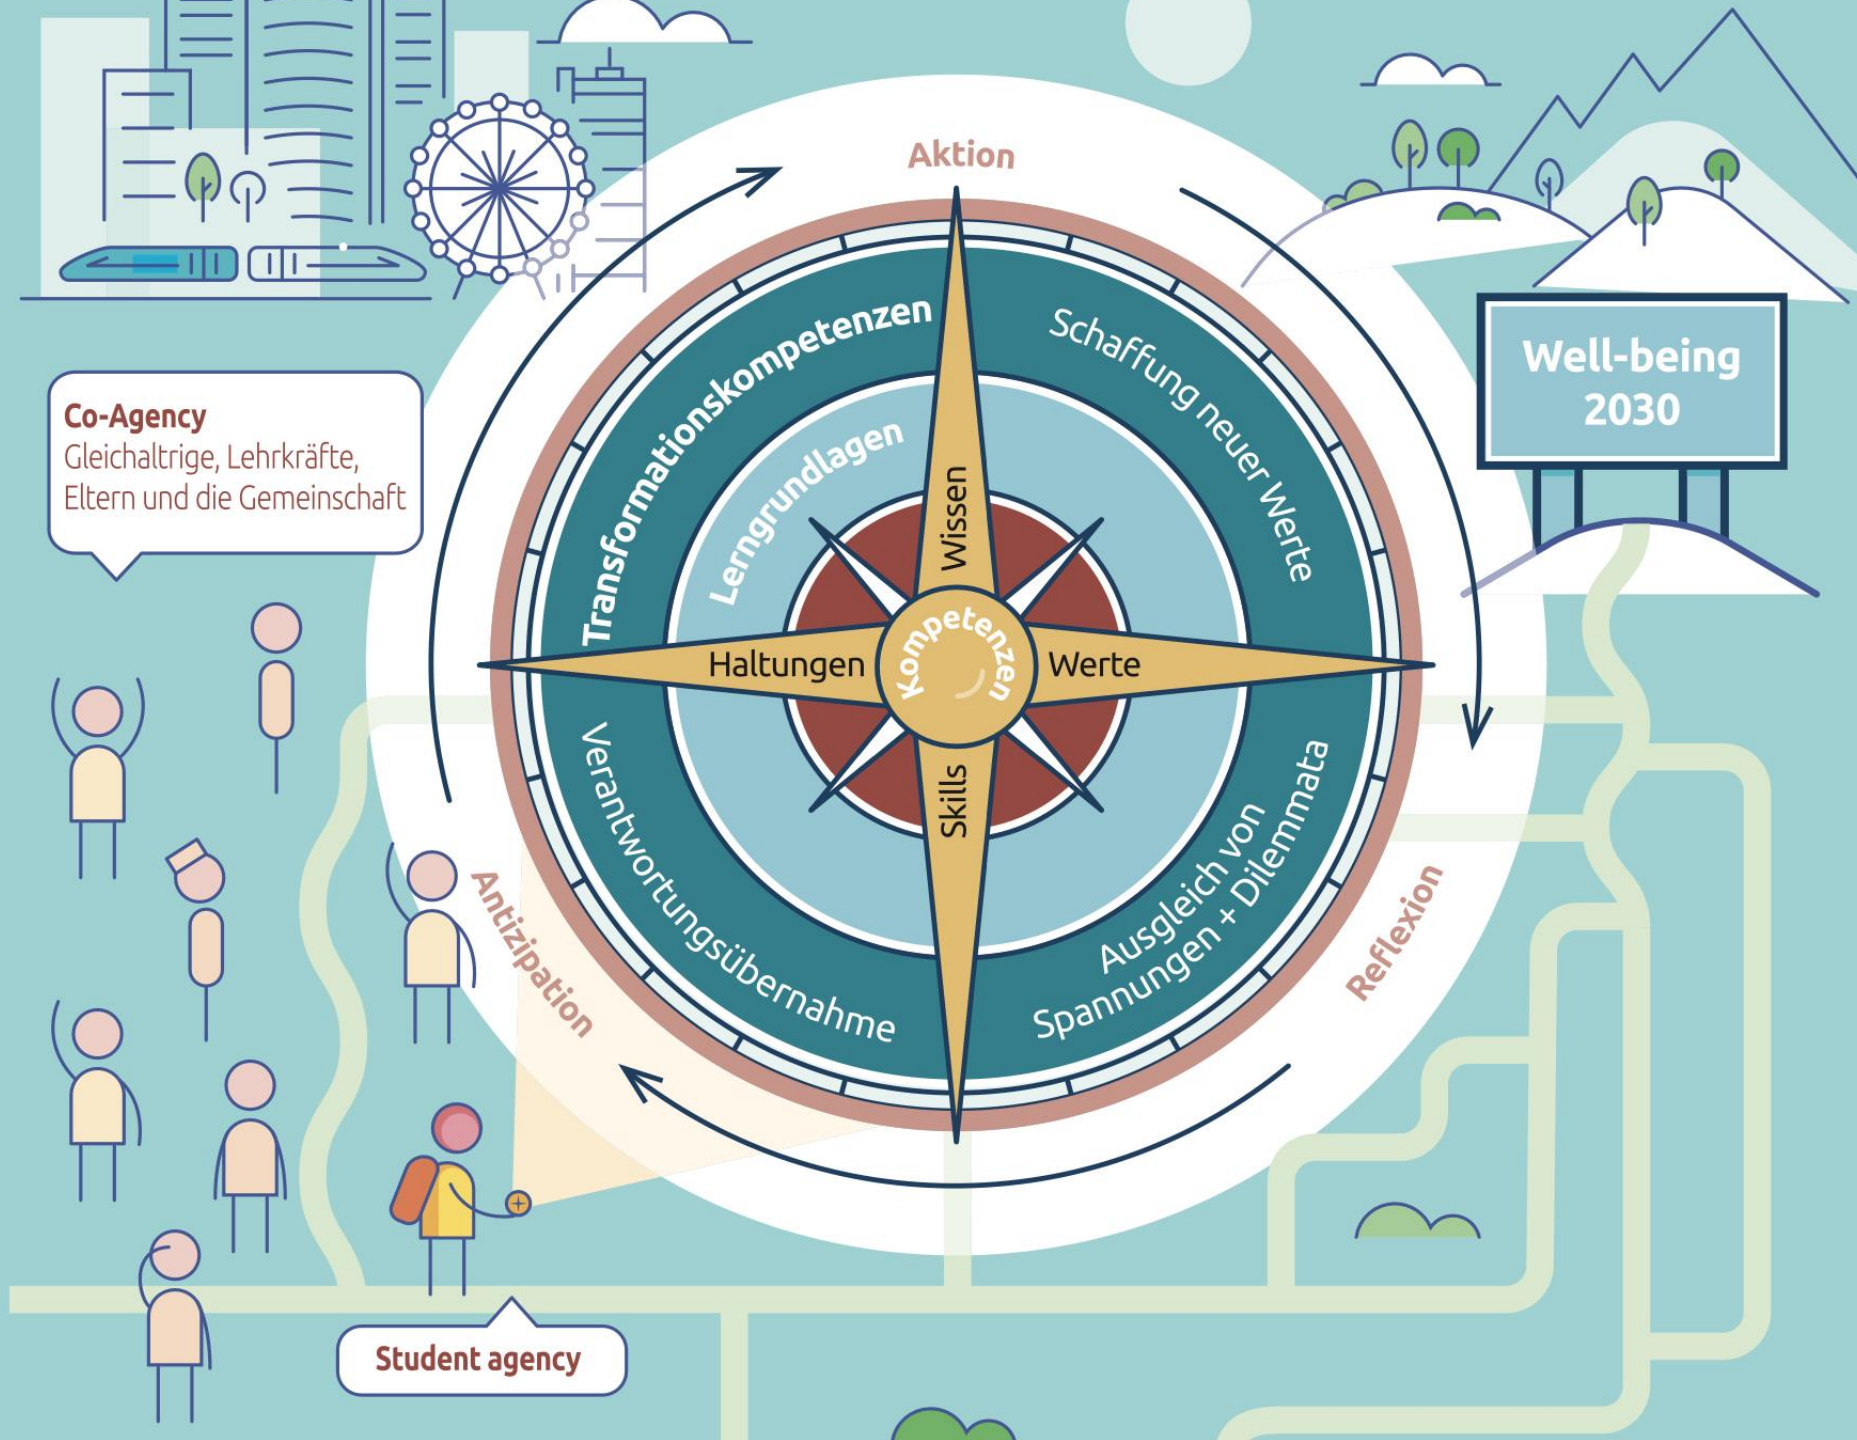 Aktion
Transformationskompetenzen
Schaffung neuer Werte
Well-being
2030
Co-Agency
Gleichaltrige, Lehrkräfte,
Eltern und die Gemeinschaft
Lerngrundlagen
Wissen
Haltungen
Kompetenzen
Werte
Skills
Verantwortungsübernahme
Ausgleich von
Spannungen + Dilemmata
Antizipation
Reflexion
Student agency